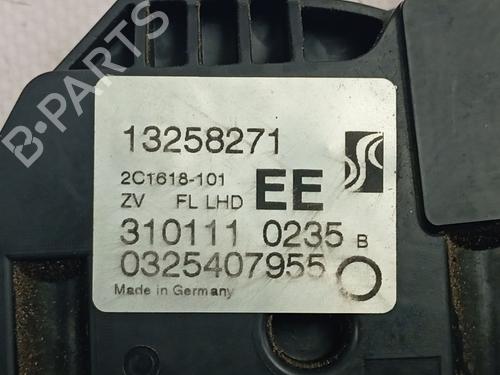 B-PARTS
13258271
2C1618-101
EE
ZV FL LHD
310111 0235 B
0325407955
Made in Germany